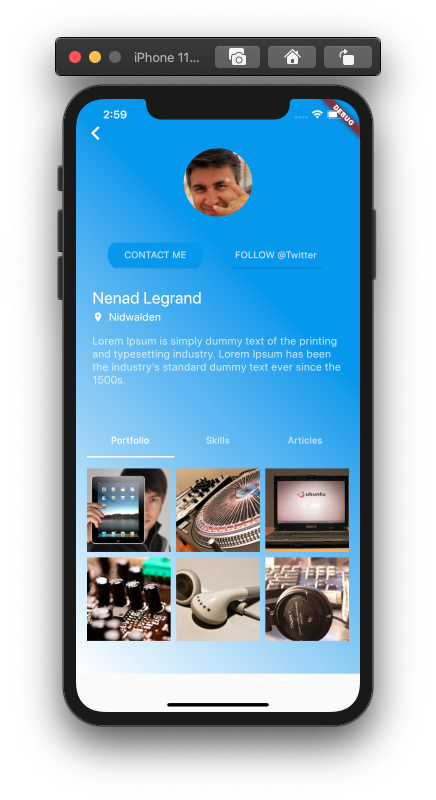 iPhone 11...
2:59
DEBUG
CONTACT ME
FOLLOW @Twitter
Nenad Legrand
Nidwalden
Lorem Ipsum is simply dummy text of the printing
and typesetting industry. Lorem Ipsum has been
the industry's standard dummy text ever since the
1500s.
Portfolio
Skills
Articles
ubuntu